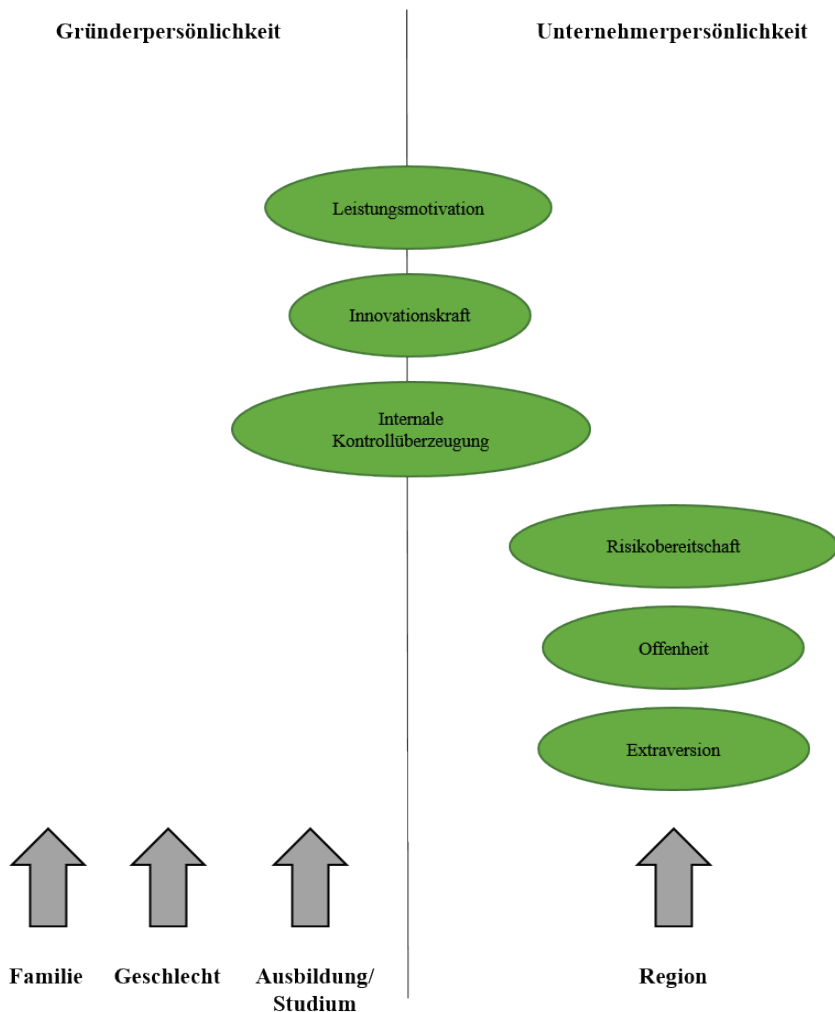 Gründerpersönlichkeit
Unternehmerpersönlichkeit
Leistungsmotivation
Innovationskraft
Internale
Kontrollüberzeugung
Risikobereitschaft
Offenheit
Extraversion
Familie
Geschlecht
Ausbildung/
Studium
Region